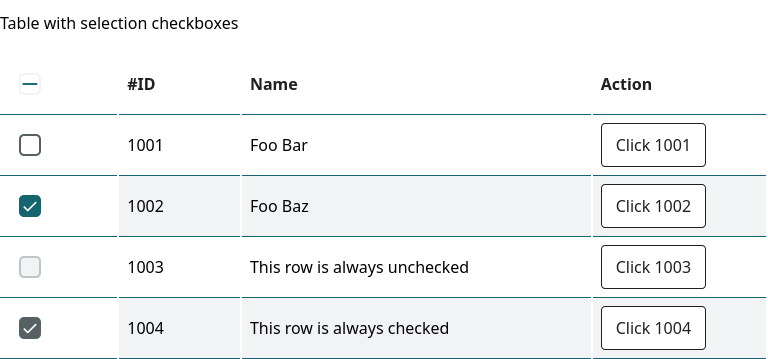 Table with selection checkboxes
#ID Name Action
1001 Foo Bar Click 1001
1002 Foo Baz Click 1002
1003 This row is always unchecked Click 1003
1004 This row is always checked Click 1004